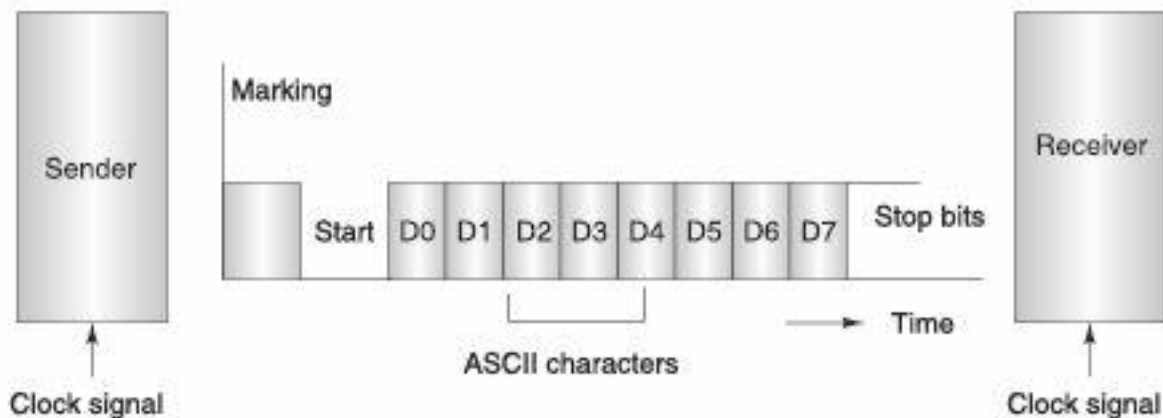 Sender
Marking
Start D0 D1 D2 D3 D4 D5 D6 D7 Stop bits
Receiver
Time
ASCII characters
Clock signal
Clock signal